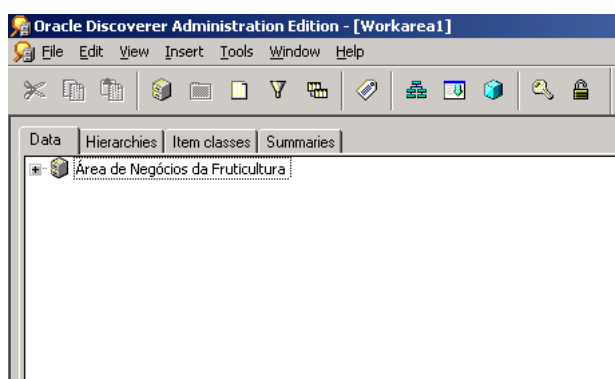 Oracle Discoverer Administration Edition - [Workarea1]
File Edit View Insert Tools Window Help
Data Hierarchies Item classes Summaries
Área de Negócios da Fruticultura